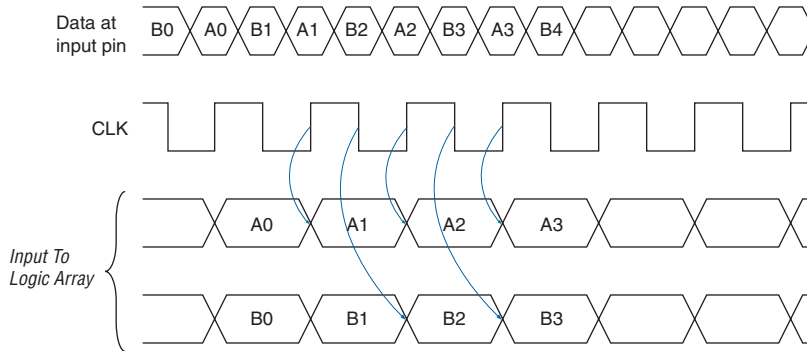 Data at
input pin
B0 A0 B1 A1 B2 A2 B3 A3 B4
CLK
A0 A1 A2 A3
Input To
Logic Array
B0 B1 B2 B3